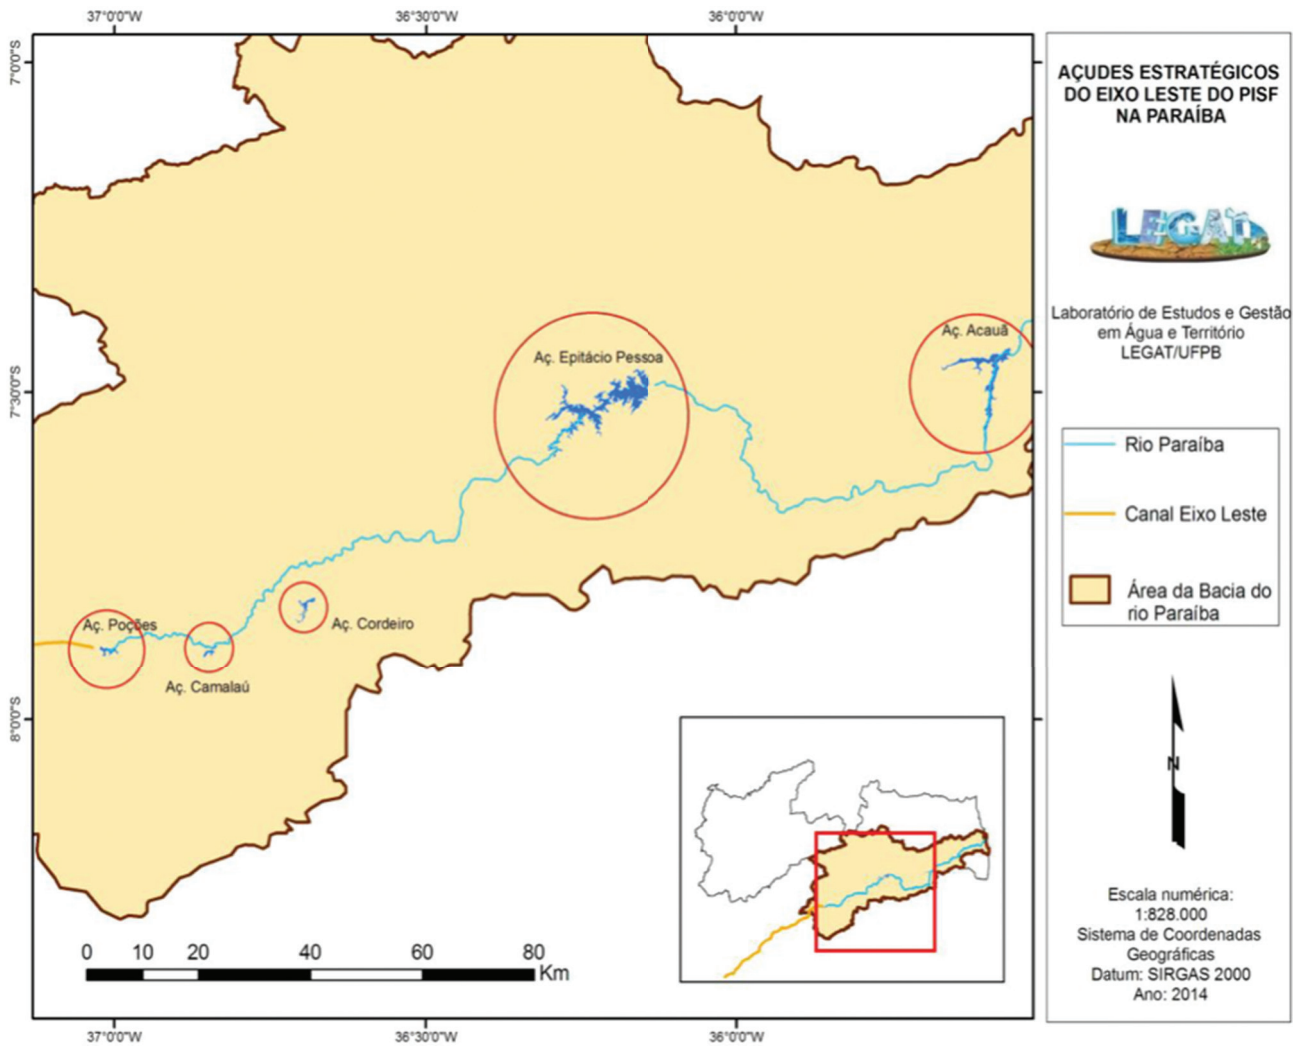 37°0'0"W
36°30'0"W
36°0'0"W
7°0'0"S
7°30'0"S
8°0'0"S
Aç. Epitácio Pessoa
Aç. Acauã
Aç. Poções
Aç. Camalaú
Aç. Cordeiro
0 10 20 40 60 80
Km
37°0'0"W
36°30'0"W
36°0'0"W
AÇUDES ESTRATÉGICOS
DO EIXO LESTE DO PISF
NA PARAÍBA
LEGAT
Laboratório de Estudos e Gestão
em Água e Território
LEGAT/UFPB
Rio Paraíba
Canal Eixo Leste
Área da Bacia do
rio Paraíba
N
Escala numérica:
1:828.000
Sistema de Coordenadas
Geográficas
Datum: SIRGAS 2000
Ano: 2014